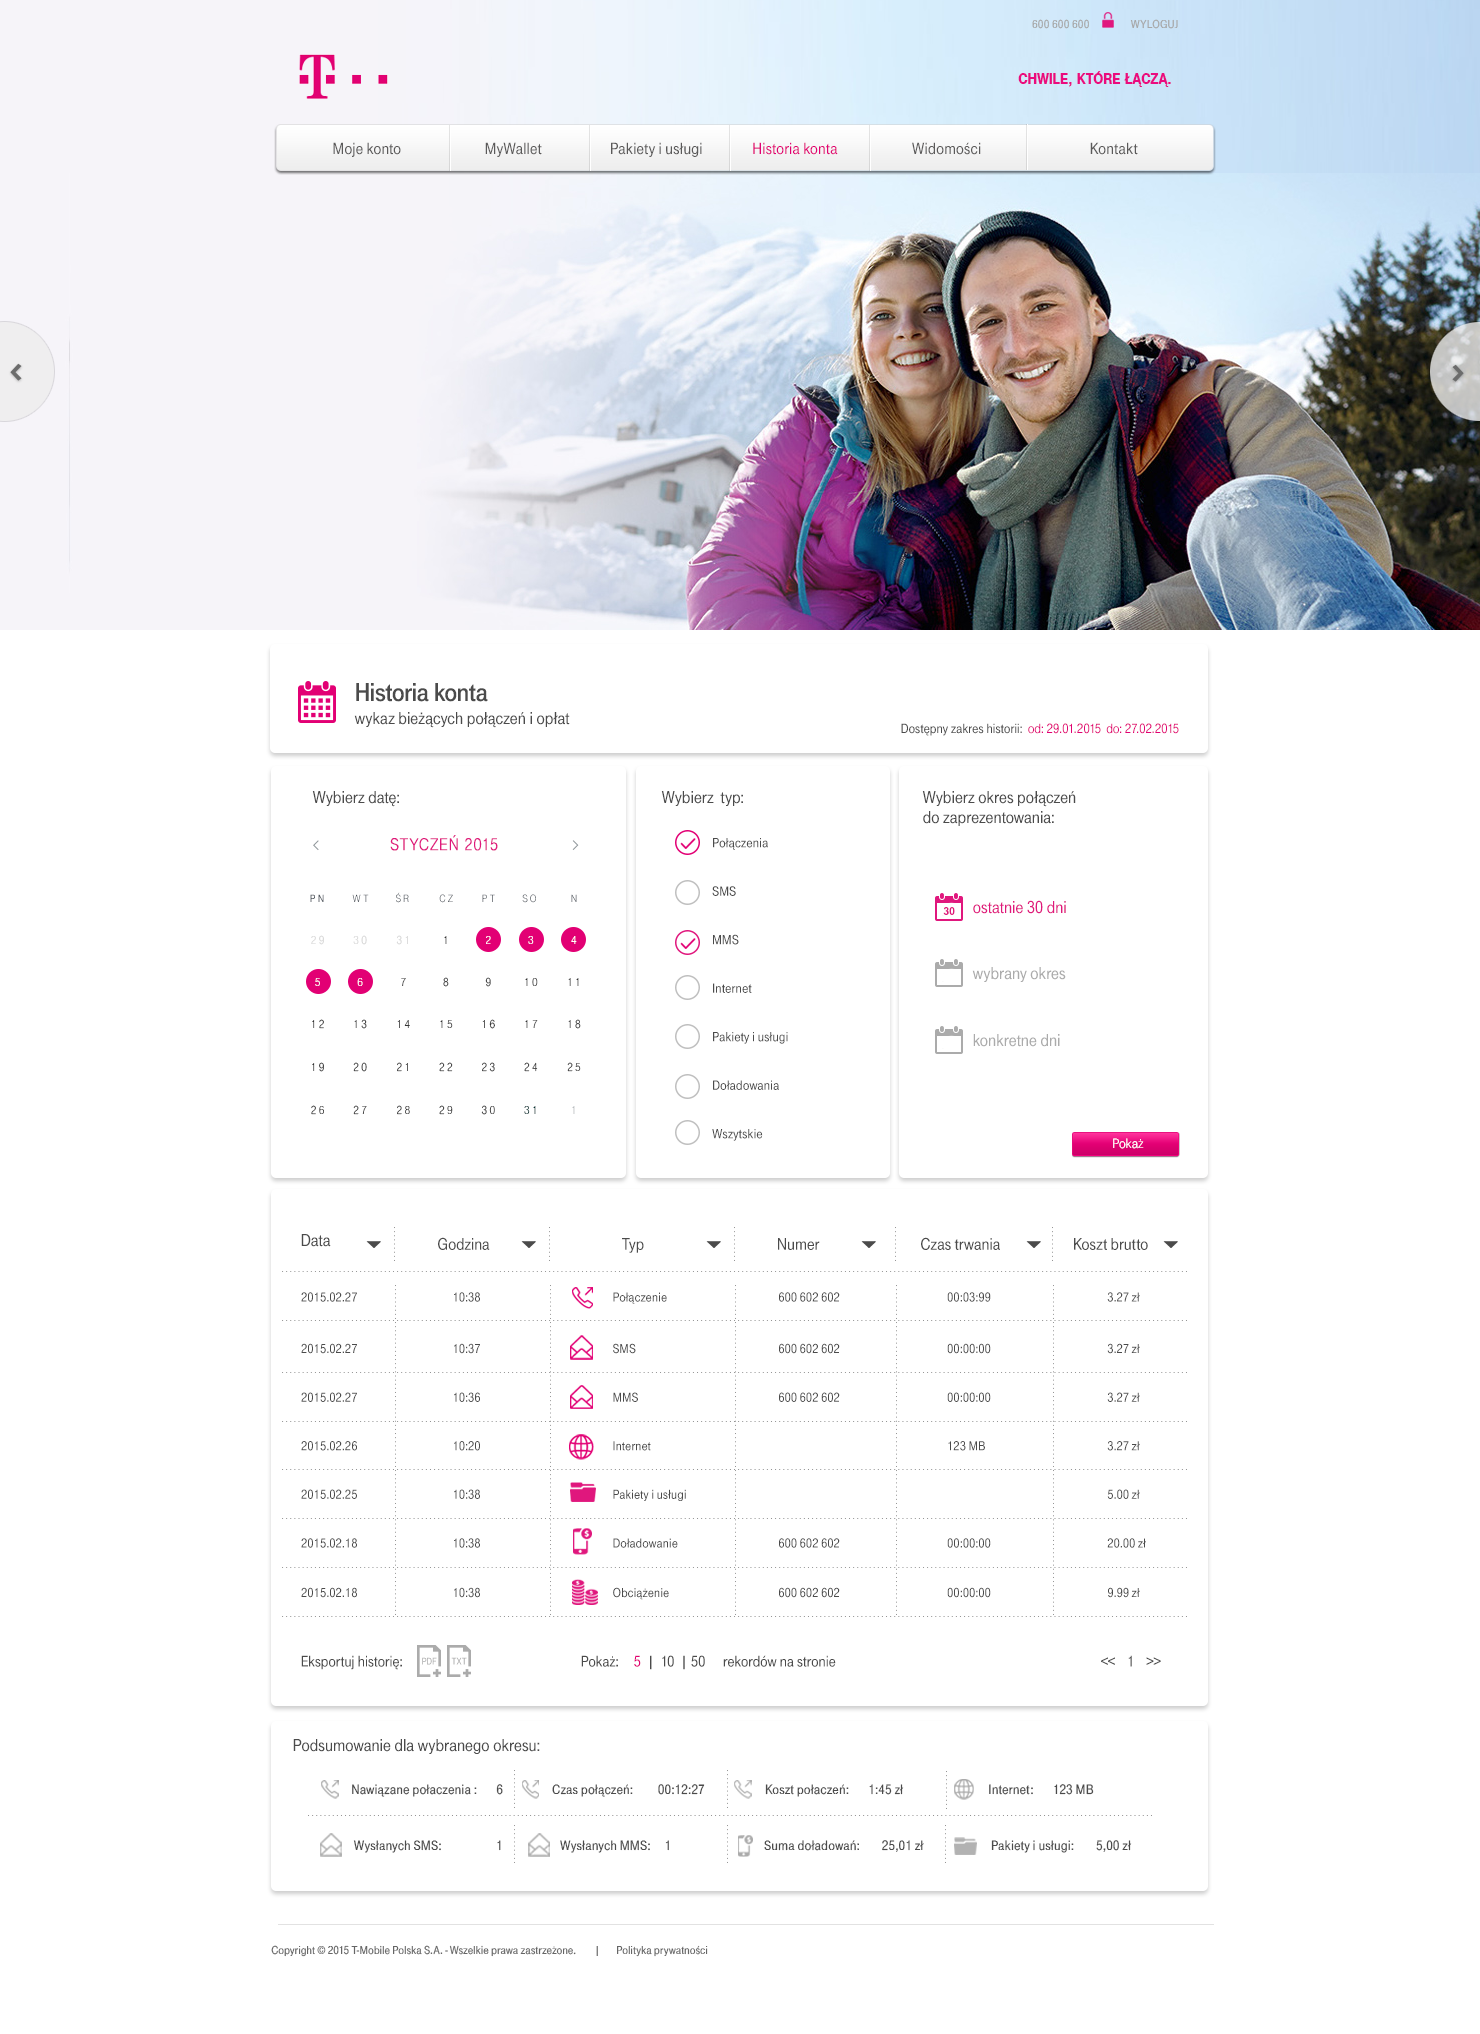 600 600 600 WYLOGUJ
T
CHWILE, KTÓRE ŁĄCZĄ.
Moje konto MyWallet Pakiety i usługi Historia konta Widomości Kontakt
Historia konta
wykaz bieżących połączeń i opłat
Dostępny zakres historii: od: 29.01.2015 do: 27.02.2015
Wybierz datę:
< STYCZEŃ 2015 >
PN WT ŚR CZ PT SO N
29 30 31 1 2 3 4
5 6 7 8 9 10 11
12 13 14 15 16 17 18
19 20 21 22 23 24 25
26 27 28 29 30 31 1
Wybierz typ:
Połączenia
SMS
MMS
Internet
Pakiety i usługi
Doładowania
Wszytskie
Wybierz okres połączeń
do zaprezentowania:
30 ostatnie 30 dni
wybrany okres
konkretne dni
Pokaż
Data Godzina Typ Numer Czas trwania Koszt brutto
2015.02.27 10:38 Połączenie 600 602 602 00:03:99 3.27 zł
2015.02.27 10:37 SMS 600 602 602 00:00:00 3.27 zł
2015.02.27 10:36 MMS 600 602 602 00:00:00 3.27 zł
2015.02.26 10:20 Internet 123 MB 3.27 zł
2015.02.25 10:38 Pakiety i usługi 5.00 zł
2015.02.18 10:38 Doładowanie 600 602 602 00:00:00 20.00 zł
2015.02.18 10:38 Obciążenie 600 602 602 00:00:00 9.99 zł
Eksportuj historię: PDF TXT Pokaż: 5 | 10 | 50 rekordów na stronie << 1 >>
Podsumowanie dla wybranego okresu:
Nawiązane połaczenia : 6 Czas połączeń: 00:12:27 Koszt połaczeń: 1:45 zł Internet: 123 MB
Wysłanych SMS: 1 Wysłanych MMS: 1 Suma doładowań: 25,01 zł Pakiety i usługi: 5,00 zł
Copyright © 2015 T-Mobile Polska S.A. - Wszelkie prawa zastrzeżone. | Polityka prywatności